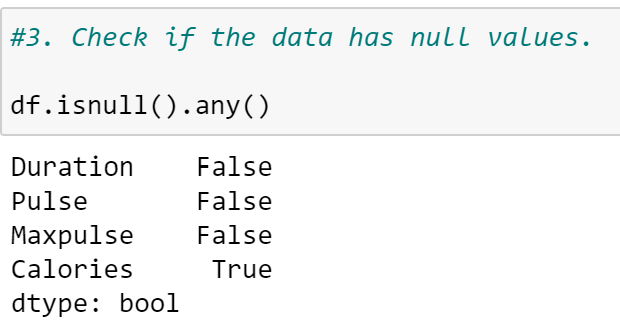 #3. Check if the data has null values.
df.isnull().any()
Duration    False
Pulse       False
Maxpulse    False
Calories     True
dtype: bool